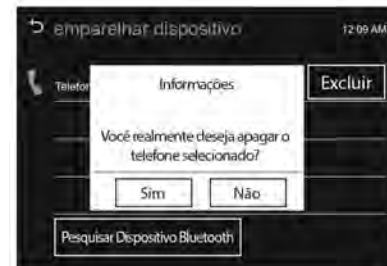 emparelhar dispositivo 12:09 AM
Informações
Excluir
Você realmente deseja apagar o
telefone selecionado?
Sim Não
Pesquisar Dispositivo Bluetooth